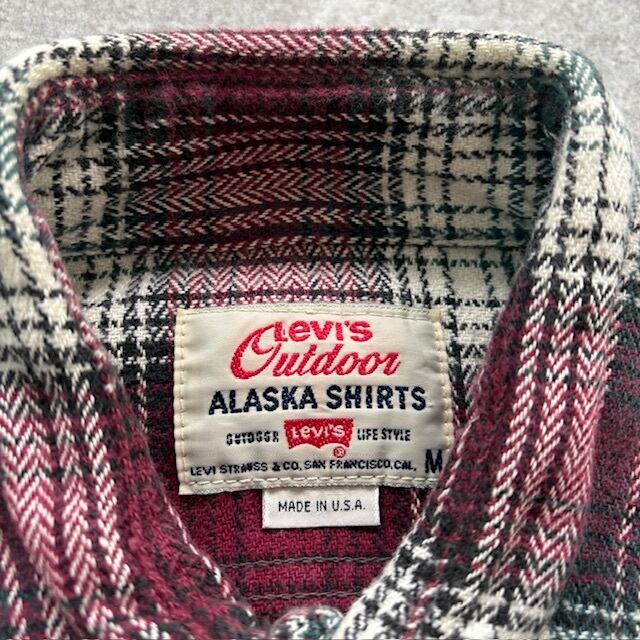 Levi's
Outdoor
ALASKA SHIRTS
OUTDOOR Levi's ® LIFE STYLE
LEVI STRAUSS & CO. SAN FRANCISCO, CAL. M
MADE IN U.S.A.